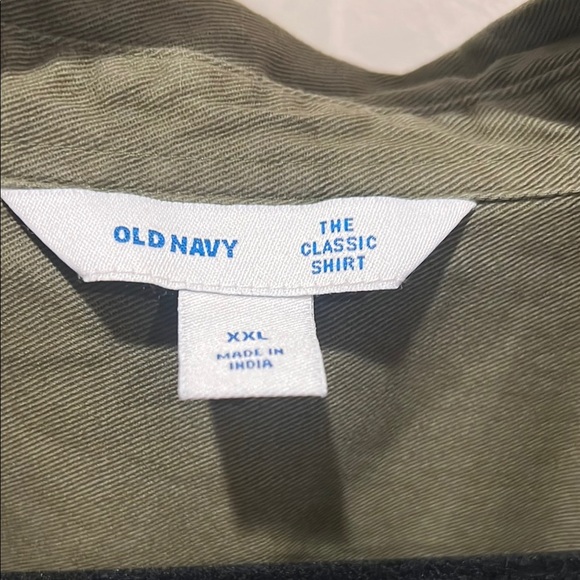 OLD NAVY
THE
CLASSIC
SHIRT
XXL
MADE IN
INDIA